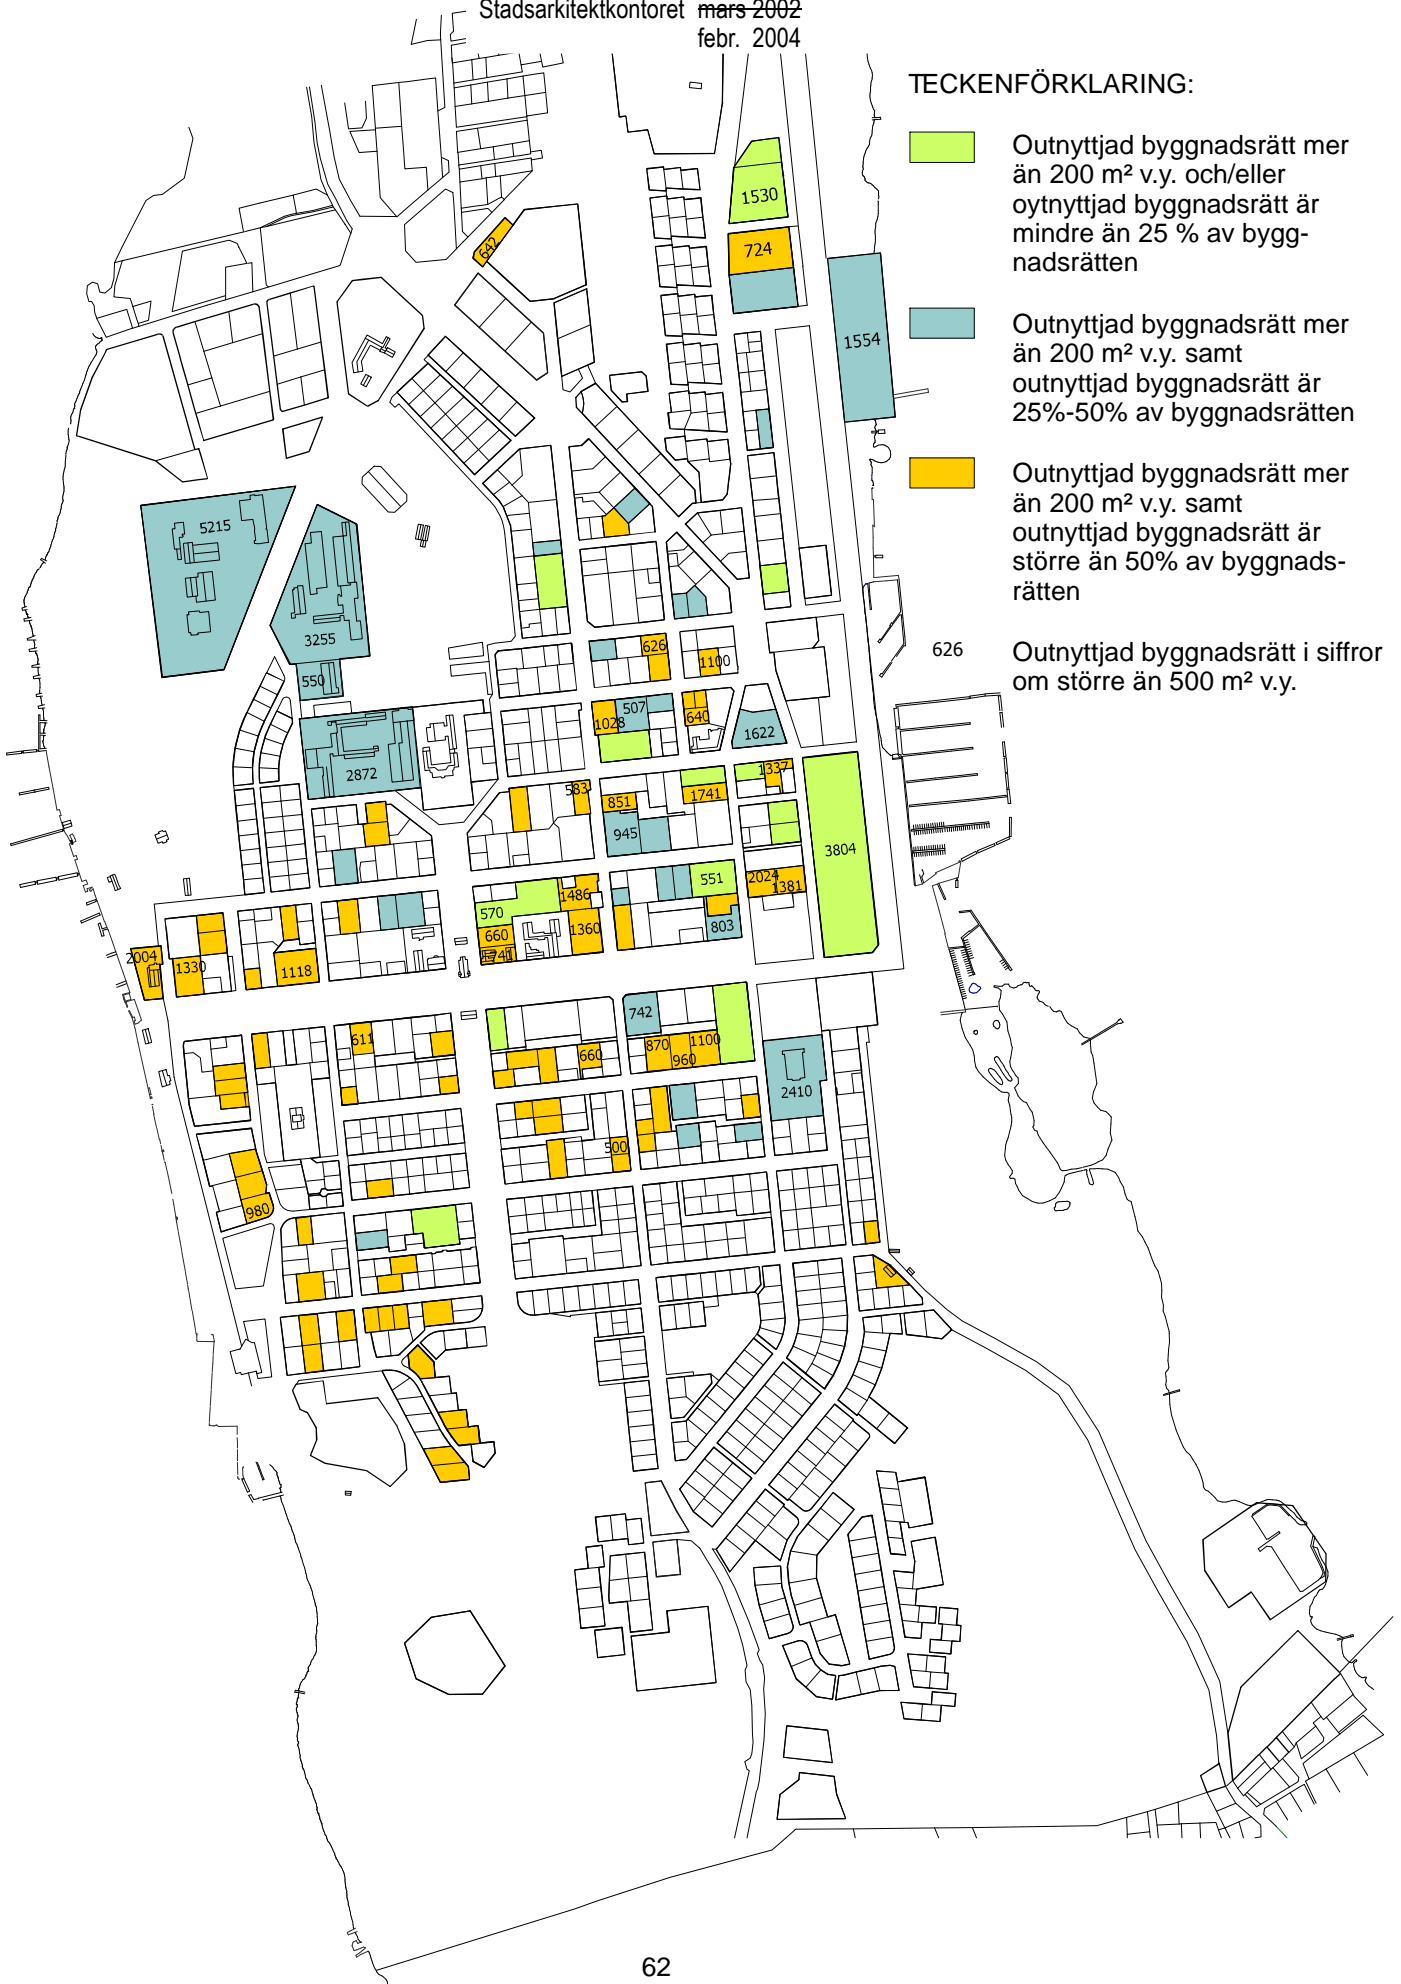 Stadsarkitektkontoret mars 2002
febr. 2004
TECKENFÖRKLARING:
Outnyttjad byggnadsrätt mer
än 200 m² v.y. och/eller
oytnyttjad byggnadsrätt är
mindre än 25 % av bygg-
nadsrätten
Outnyttjad byggnadsrätt mer
än 200 m² v.y. samt
outnyttjad byggnadsrätt är
25%-50% av byggnadsrätten
Outnyttjad byggnadsrätt mer
än 200 m² v.y. samt
outnyttjad byggnadsrätt är
större än 50% av byggnads-
rätten
626 Outnyttjad byggnadsrätt i siffror
om större än 500 m² v.y.
1530
642
724
1554
5215
3255
626
1100
550
507
1028
640
1622
2872
1337
583
851
1741
945
3804
551
2024
1381
1486
570
1360
803
660
1741
2004
1330
1118
742
611
870
1100
660
960
2410
500
980
62